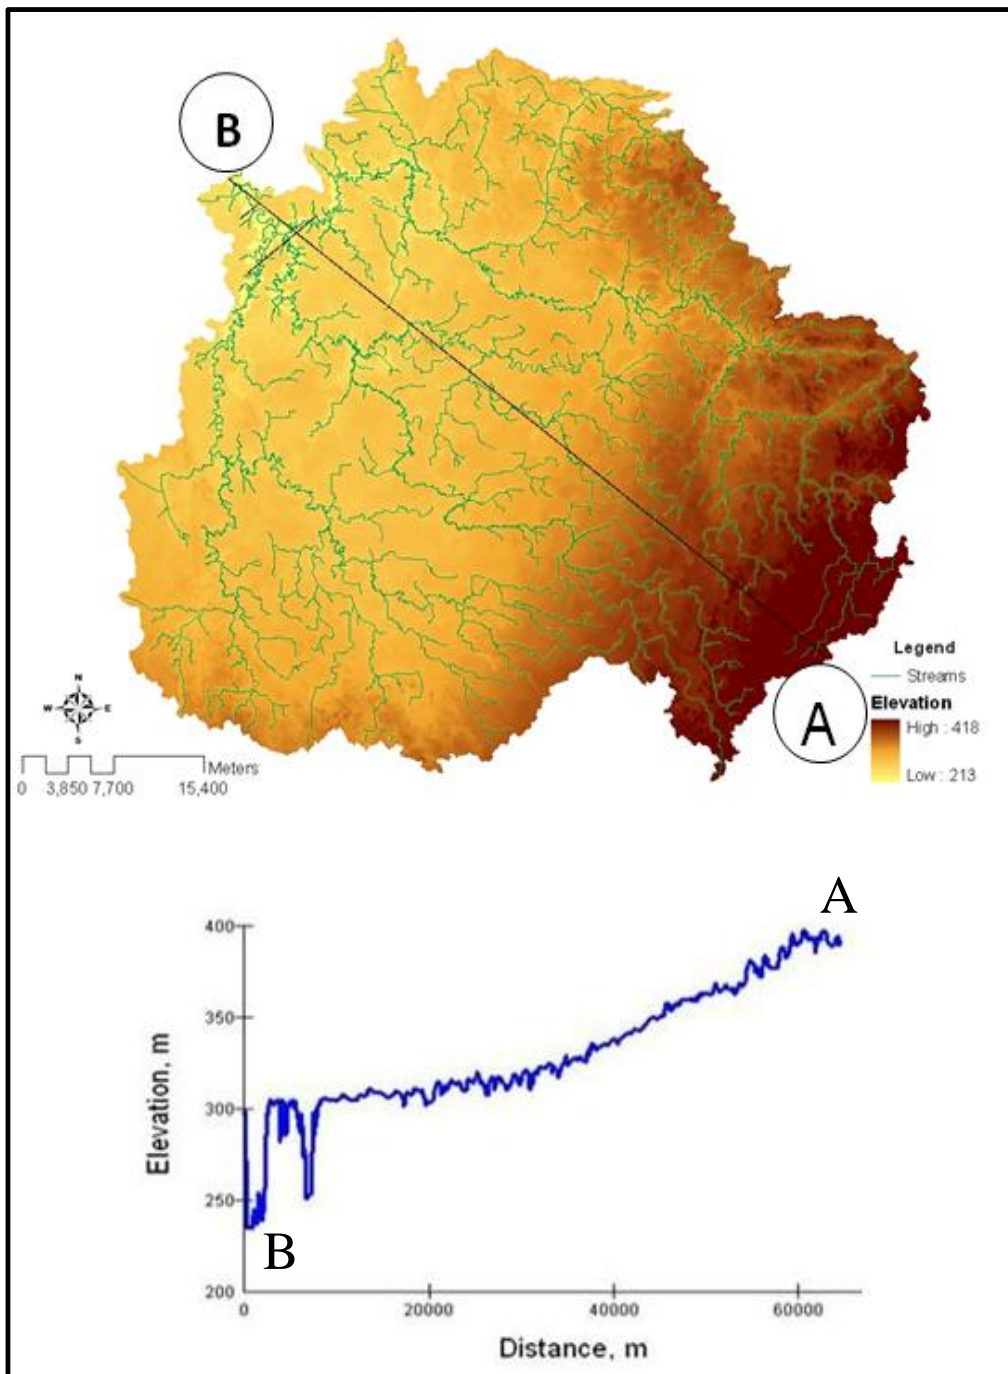 B
Legend
Streams
A
Elevation
High : 418
Low : 213
N
W E
S
Meters
0 3,850 7,700 15,400
A
400
350
300
250
200
Elevation, m
B
0 20000 40000 60000
Distance, m